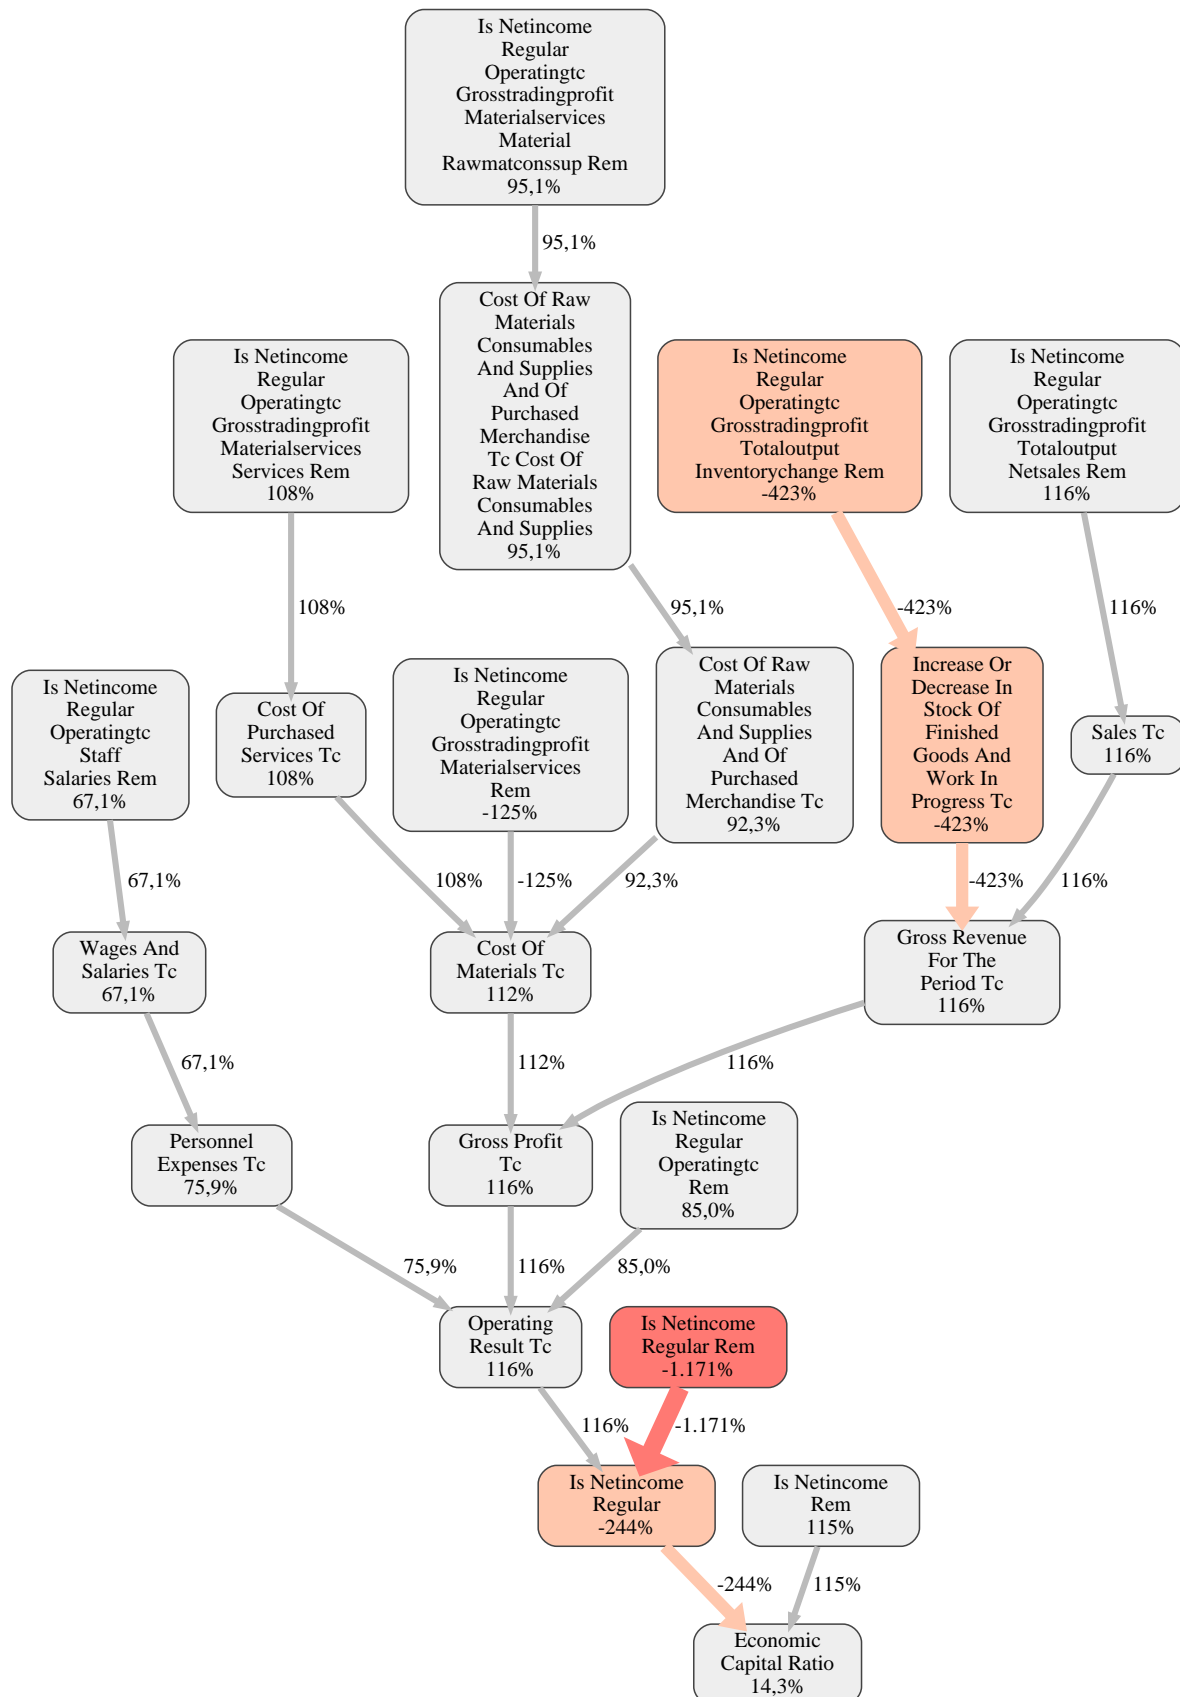 Is Netincome
Regular
Operatingtc
Grosstradingprofit
Materialservices
Material
Rawmatconssup Rem
95,1%
95,1%
Cost Of Raw
Materials
Consumables
And Supplies
And Of
Purchased
Merchandise
Tc Cost Of
Raw Materials
Consumables
And Supplies
95,1%
Is Netincome
Regular
Operatingtc
Grosstradingprofit
Materialservices
Services Rem
108%
Is Netincome
Regular
Operatingtc
Grosstradingprofit
Totaloutput
Inventorychange Rem
-423%
Is Netincome
Regular
Operatingtc
Grosstradingprofit
Totaloutput
Netsales Rem
116%
108%
95,1%
-423%
116%
Is Netincome
Regular
Operatingtc
Staff
Salaries Rem
67,1%
Cost Of
Purchased
Services Tc
108%
Is Netincome
Regular
Operatingtc
Grosstradingprofit
Materialservices
Rem
-125%
Cost Of Raw
Materials
Consumables
And Supplies
And Of
Purchased
Merchandise Tc
92,3%
Increase Or
Decrease In
Stock Of
Finished
Goods And
Work In
Progress Tc
-423%
Sales Tc
116%
67,1%
108%
-125%
92,3%
-423%
116%
Wages And
Salaries Tc
67,1%
Cost Of
Materials Tc
112%
Gross Revenue
For The
Period Tc
116%
67,1%
112%
116%
Personnel
Expenses Tc
75,9%
Gross Profit
Tc
116%
Is Netincome
Regular
Operatingtc
Rem
85,0%
75,9%
116%
85,0%
Operating
Result Tc
116%
Is Netincome
Regular Rem
-1.171%
116%
-1.171%
Is Netincome
Regular
-244%
Is Netincome
Rem
115%
-244%
115%
Economic
Capital Ratio
14,3%